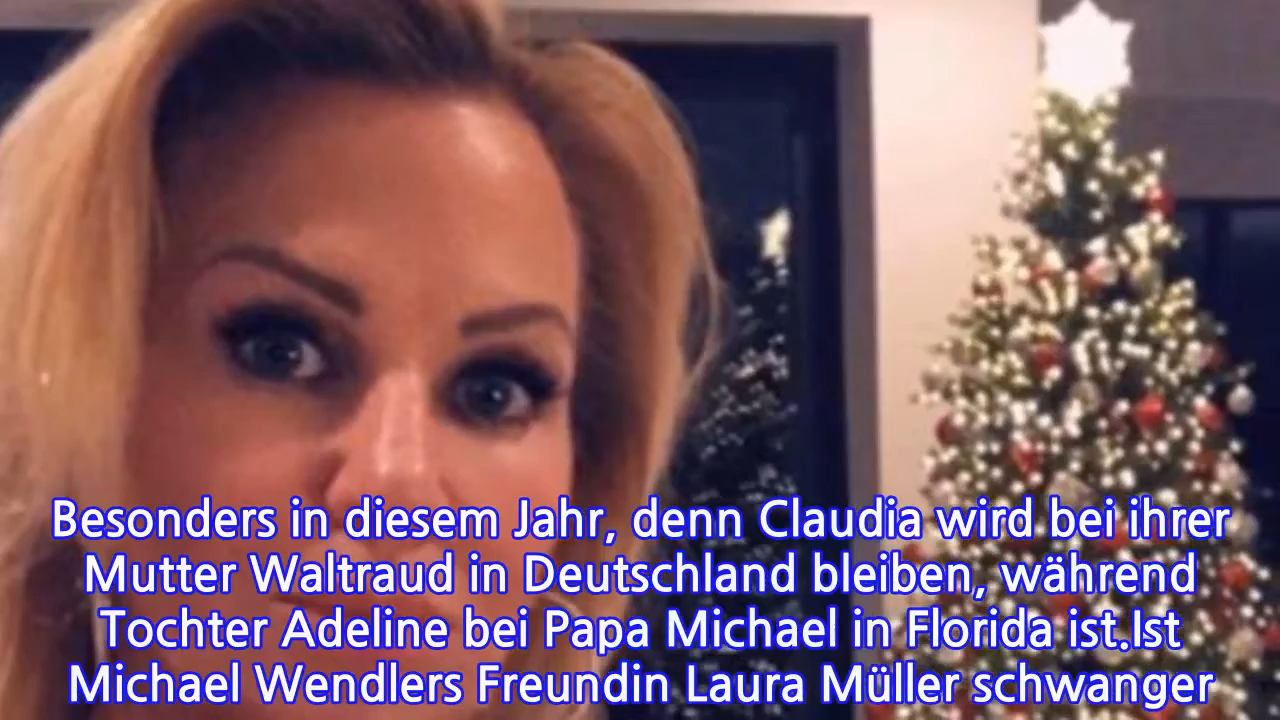 Besonders in diesem Jahr, denn Claudia wird bei ihrer
Mutter Waltraud in Deutschland bleiben, während
Tochter Adeline bei Papa Michael in Florida ist.Ist
Michael Wendlers Freundin Laura Müller schwanger